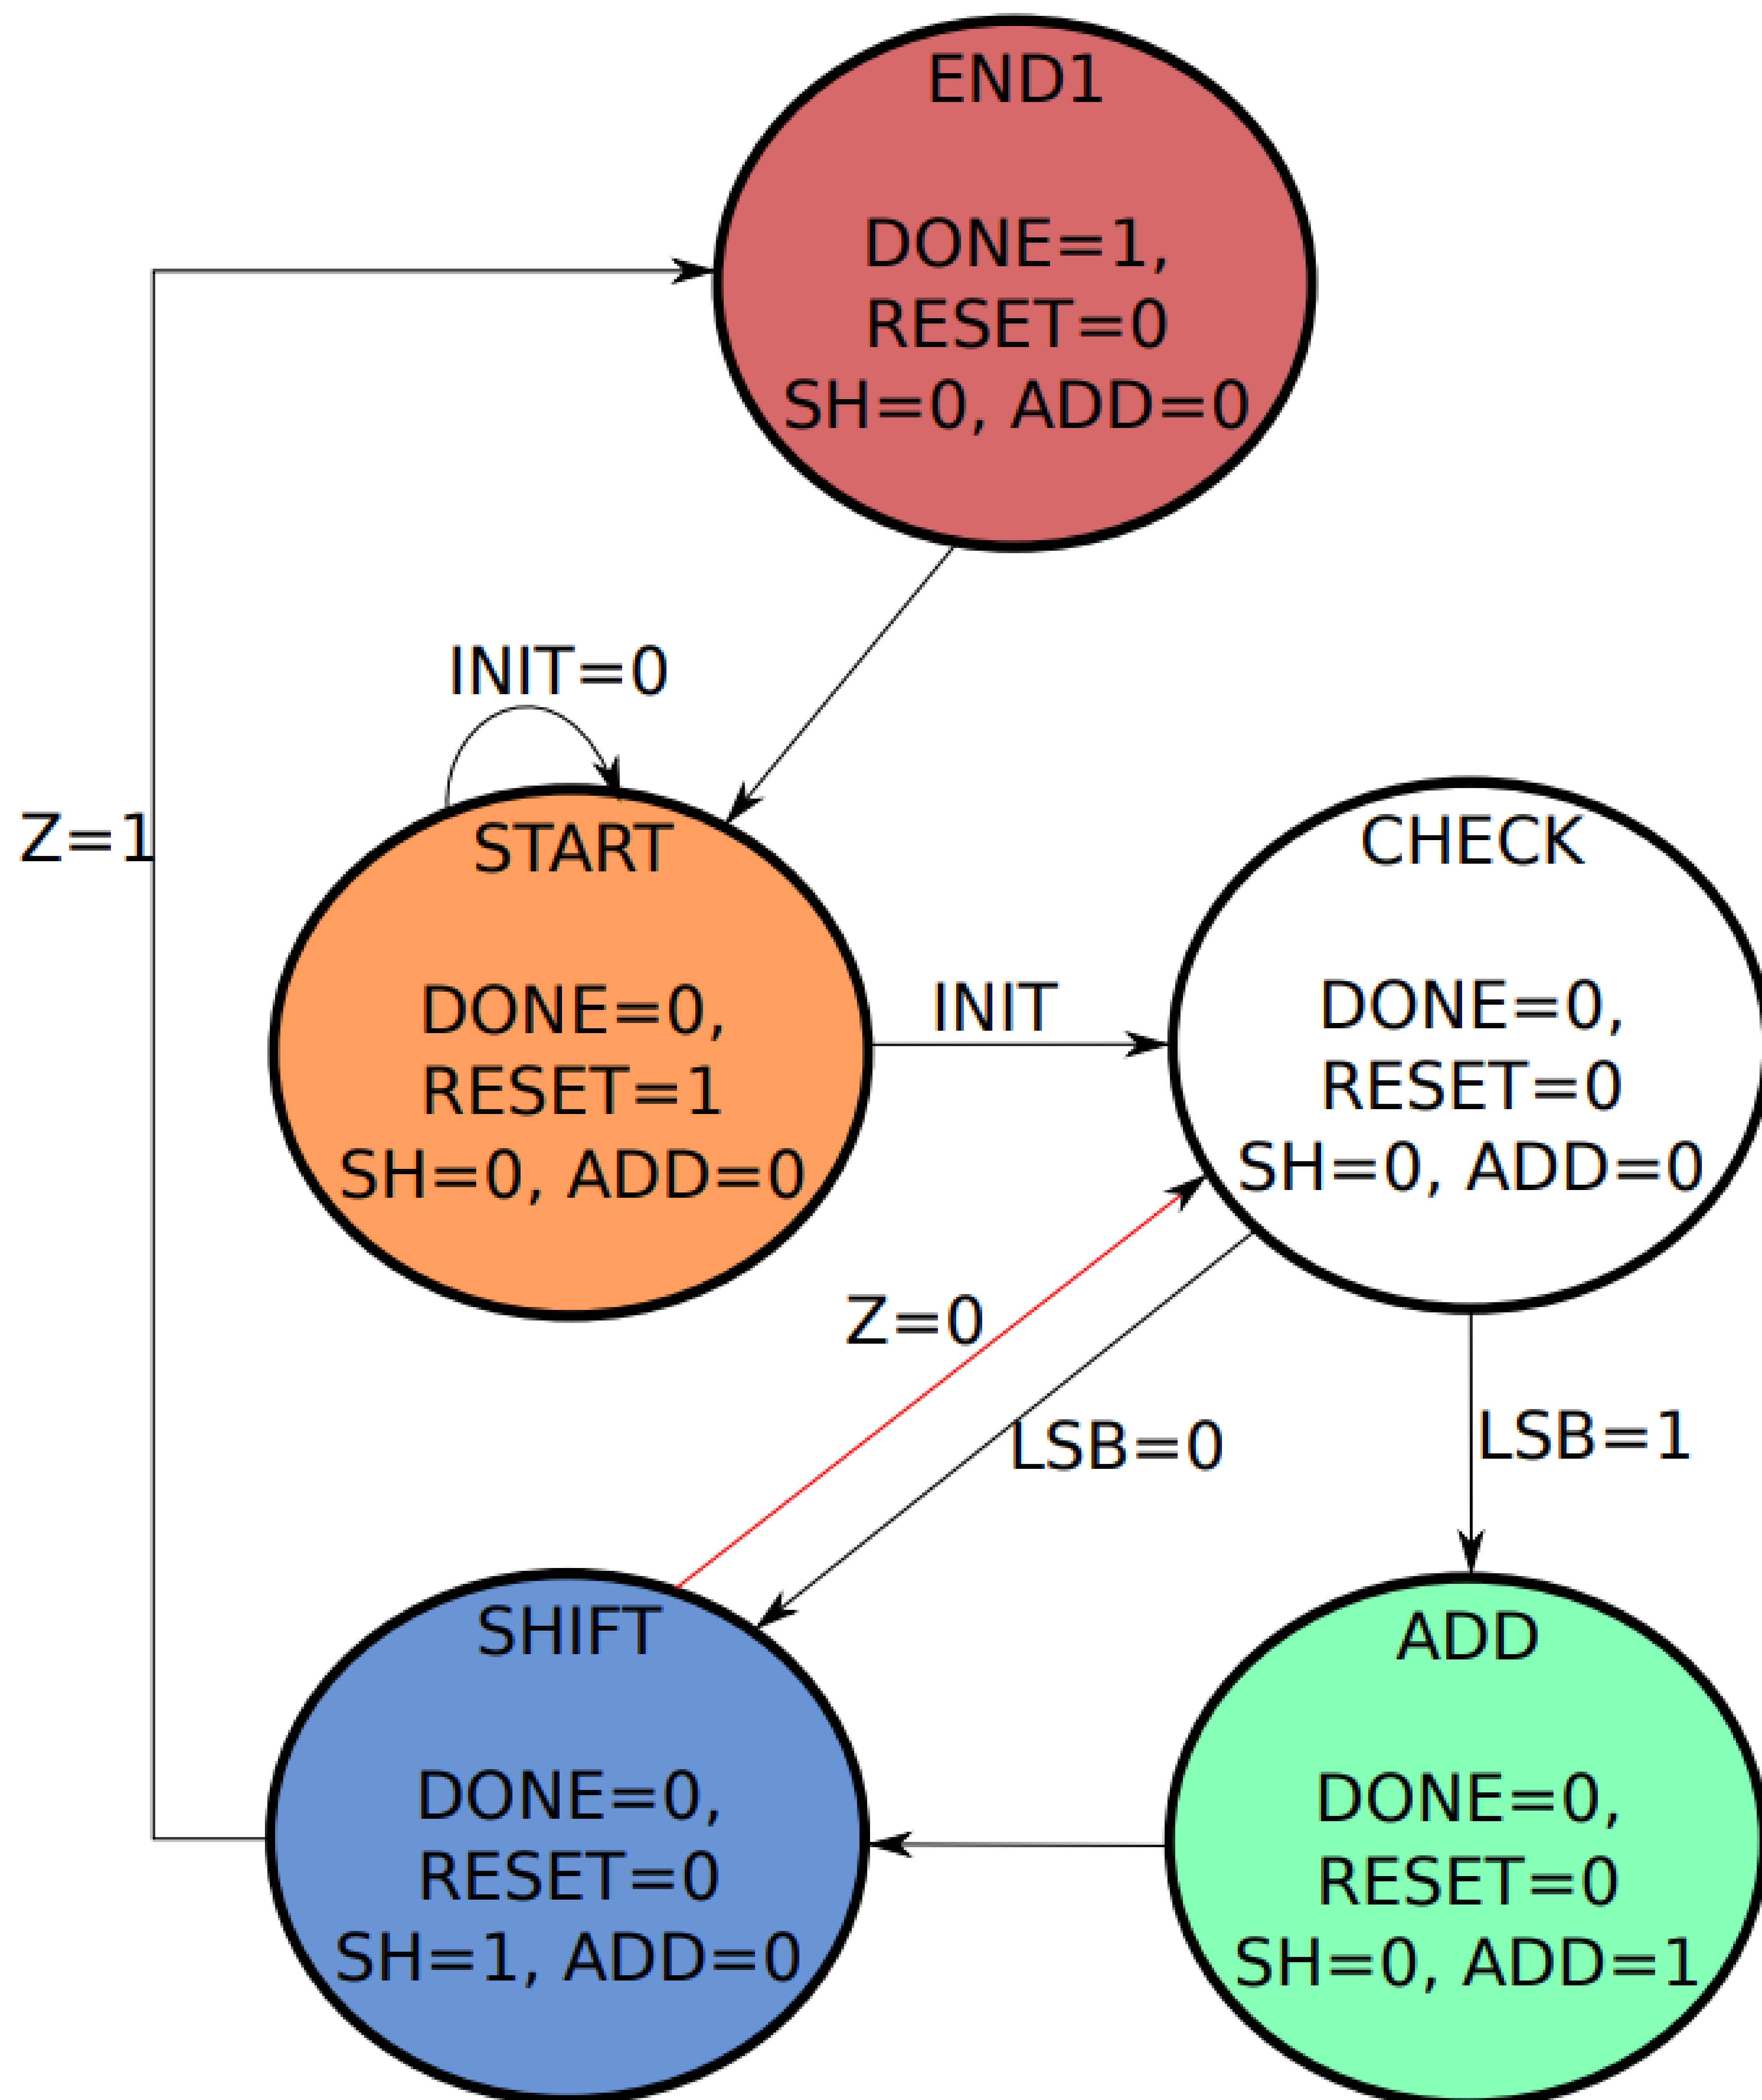 END1
DONE=1,
RESET=0
SH=0, ADD=0
INIT=0
Z=1
START
DONE=0,
RESET=1
SH=0, ADD=0
INIT
CHECK
DONE=0,
RESET=0
SH=0, ADD=0
Z=0
LSB=0
LSB=1
SHIFT
DONE=0,
RESET=0
SH=1, ADD=0
ADD
DONE=0,
RESET=0
SH=0, ADD=1